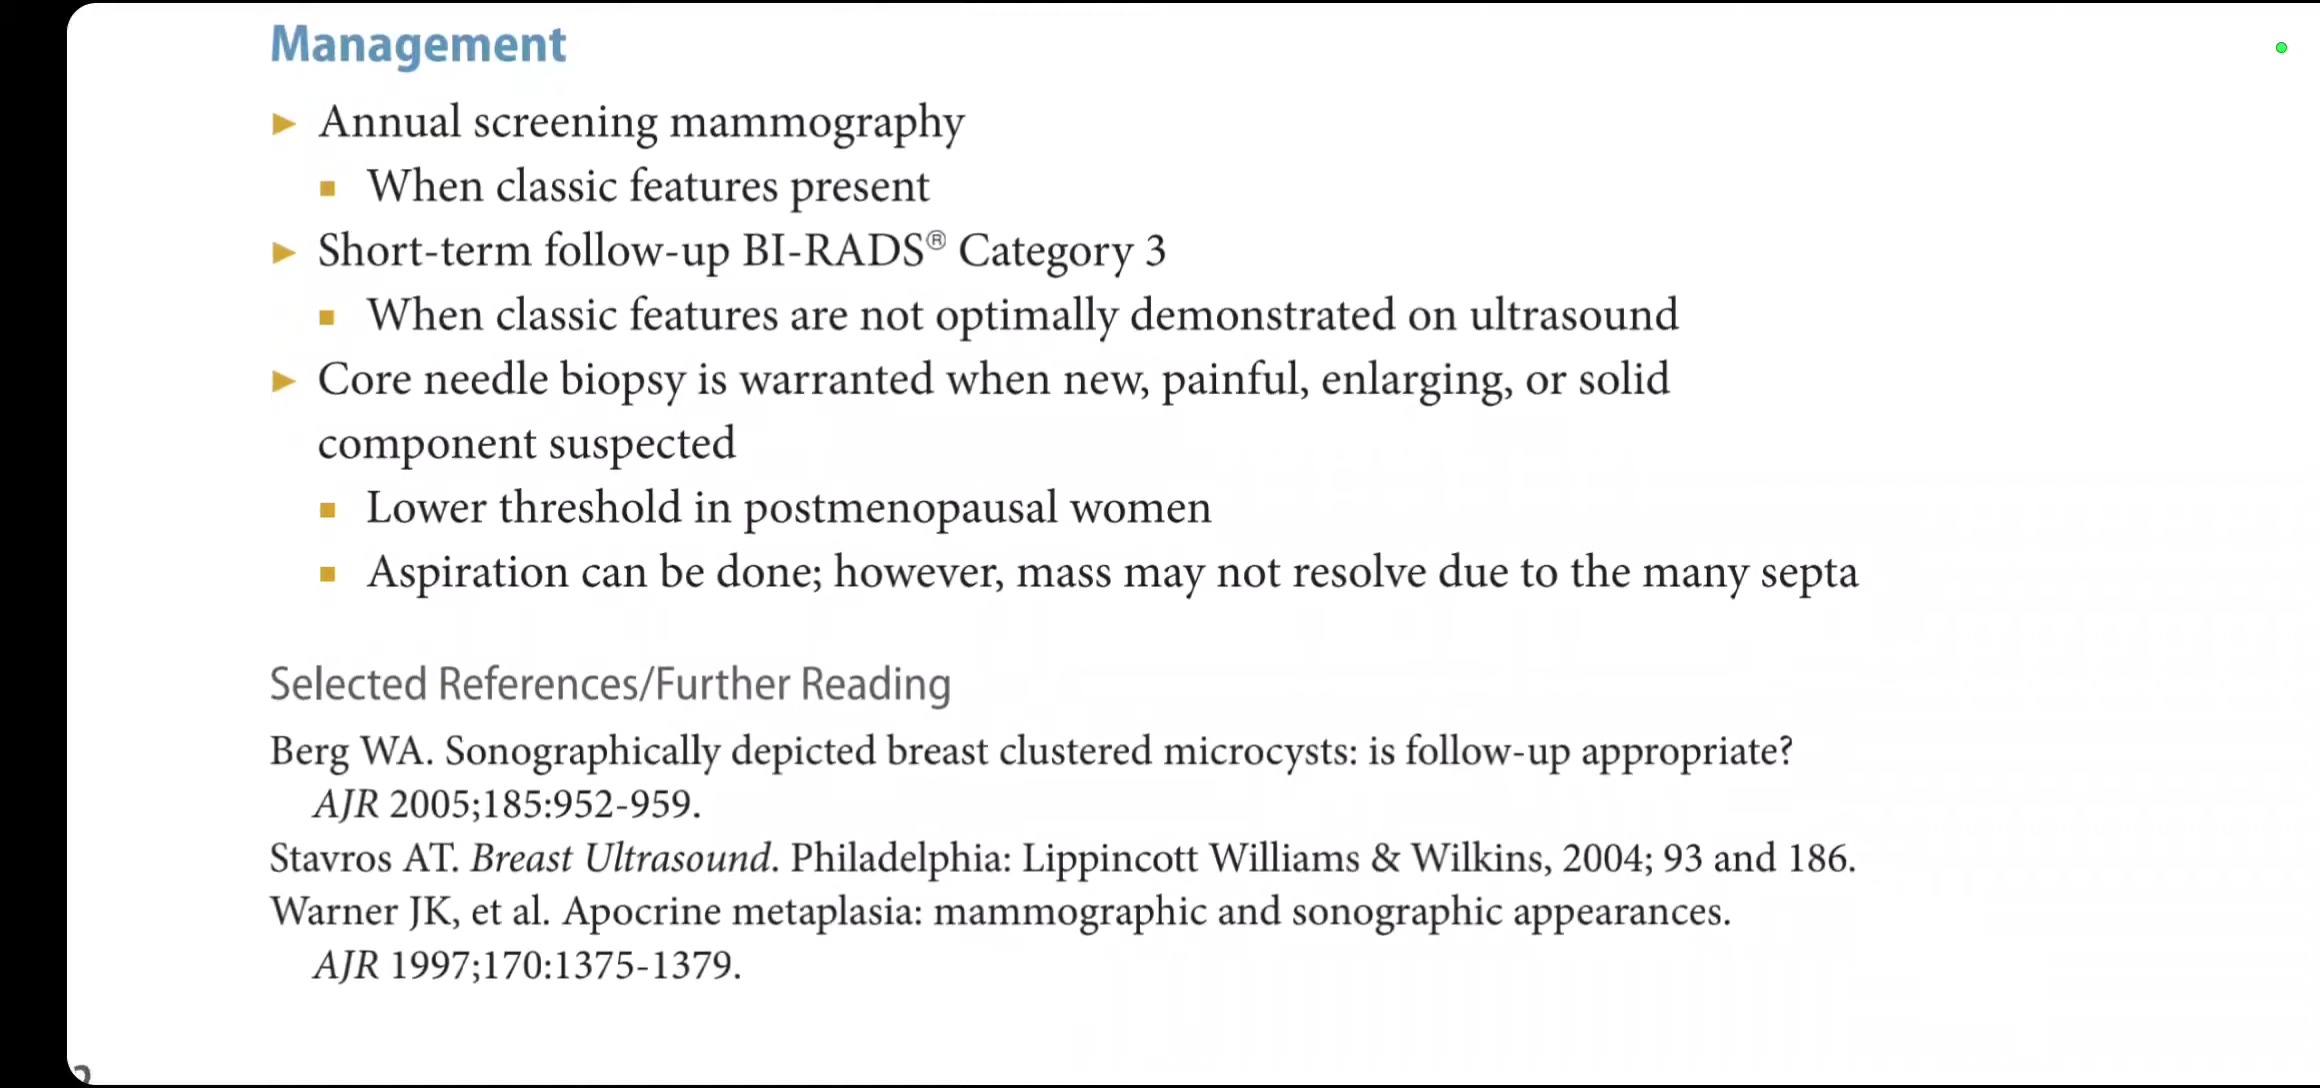 Management
► Annual screening mammography
■ When classic features present
► Short-term follow-up BI-RADS® Category 3
■ When classic features are not optimally demonstrated on ultrasound
► Core needle biopsy is warranted when new, painful, enlarging, or solid
component suspected
■ Lower threshold in postmenopausal women
■ Aspiration can be done; however, mass may not resolve due to the many septa
Selected References/Further Reading
Berg WA. Sonographically depicted breast clustered microcysts: is follow-up appropriate?
AJR 2005;185:952-959.
Stavros AT. Breast Ultrasound. Philadelphia: Lippincott Williams & Wilkins, 2004; 93 and 186.
Warner JK, et al. Apocrine metaplasia: mammographic and sonographic appearances.
AJR 1997;170:1375-1379.